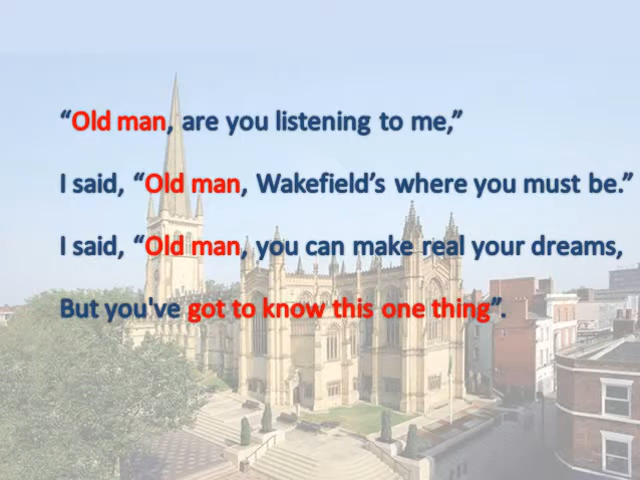 “Old man, are you listening to me,”
I said, “Old man, Wakefield’s where you must be.”
I said, “Old man, you can make real your dreams,
But you've got to know this one thing”.